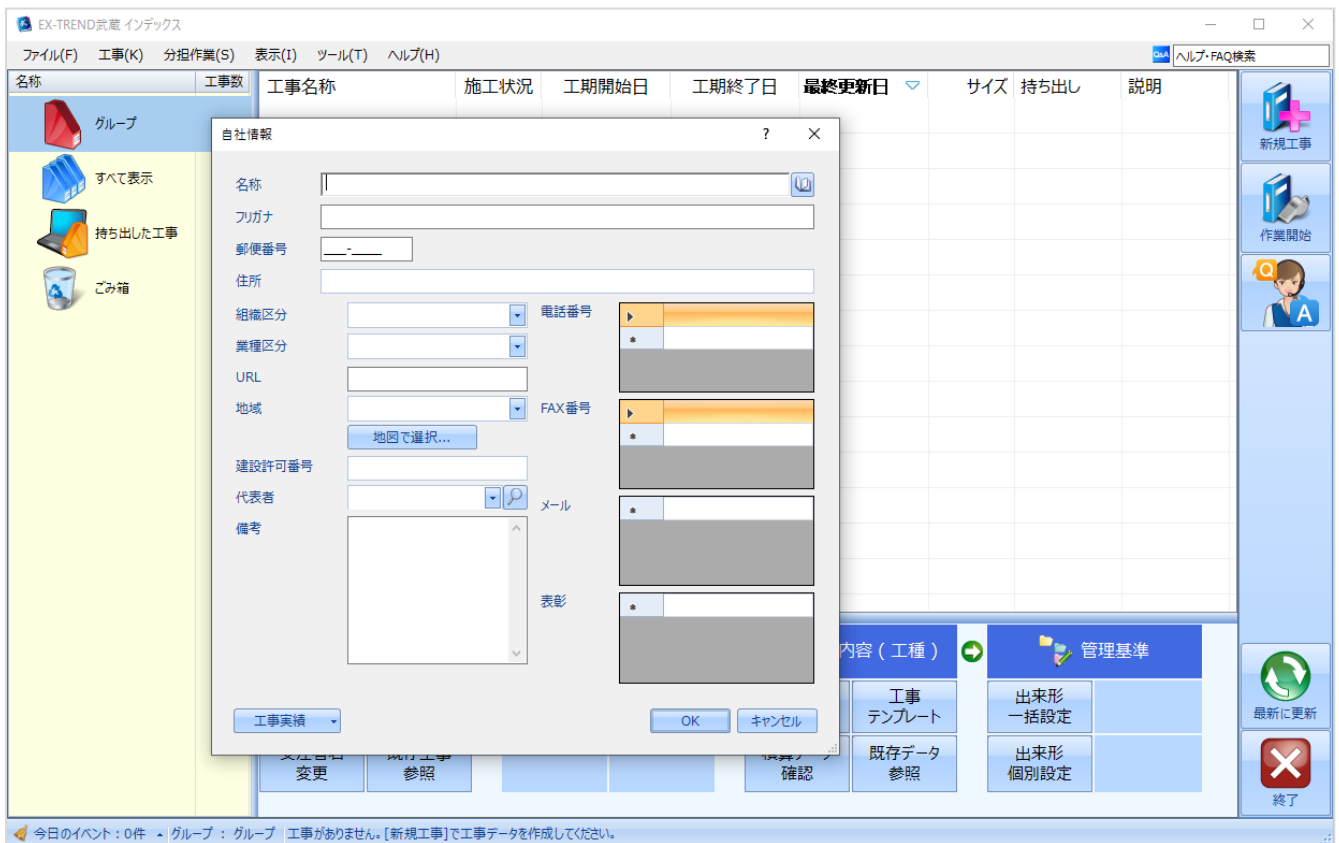 EX-TREND武蔵 インデックス
ファイル(F) 工事(K) 分担作業(S) 表示(I) ツール(T) ヘルプ(H)
Q&A ヘルプ・FAQ検索
名称 工事数
工事名称 施工状況 工期開始日 工期終了日 最終更新日 サイズ 持ち出し 説明
グループ
すべて表示
持ち出した工事
ごみ箱
自社情報 ?
名称
フリガナ
郵便番号 ___-____
住所
組織区分
業種区分
URL
地域
地図で選択...
建設許可番号
代表者
備考
電話番号
FAX番号
メール
表彰
工事実績
OK
キャンセル
新規工事
作業開始
Q
A
最新に更新
終了
内容 ( 工種 )
管理基準
工事
テンプレート
出来形
一括設定
変更
参照
確認
既存データ
参照
出来形
個別設定
今日のイベント : 0件 グループ : グループ 工事がありません。[新規工事]で工事データを作成してください。